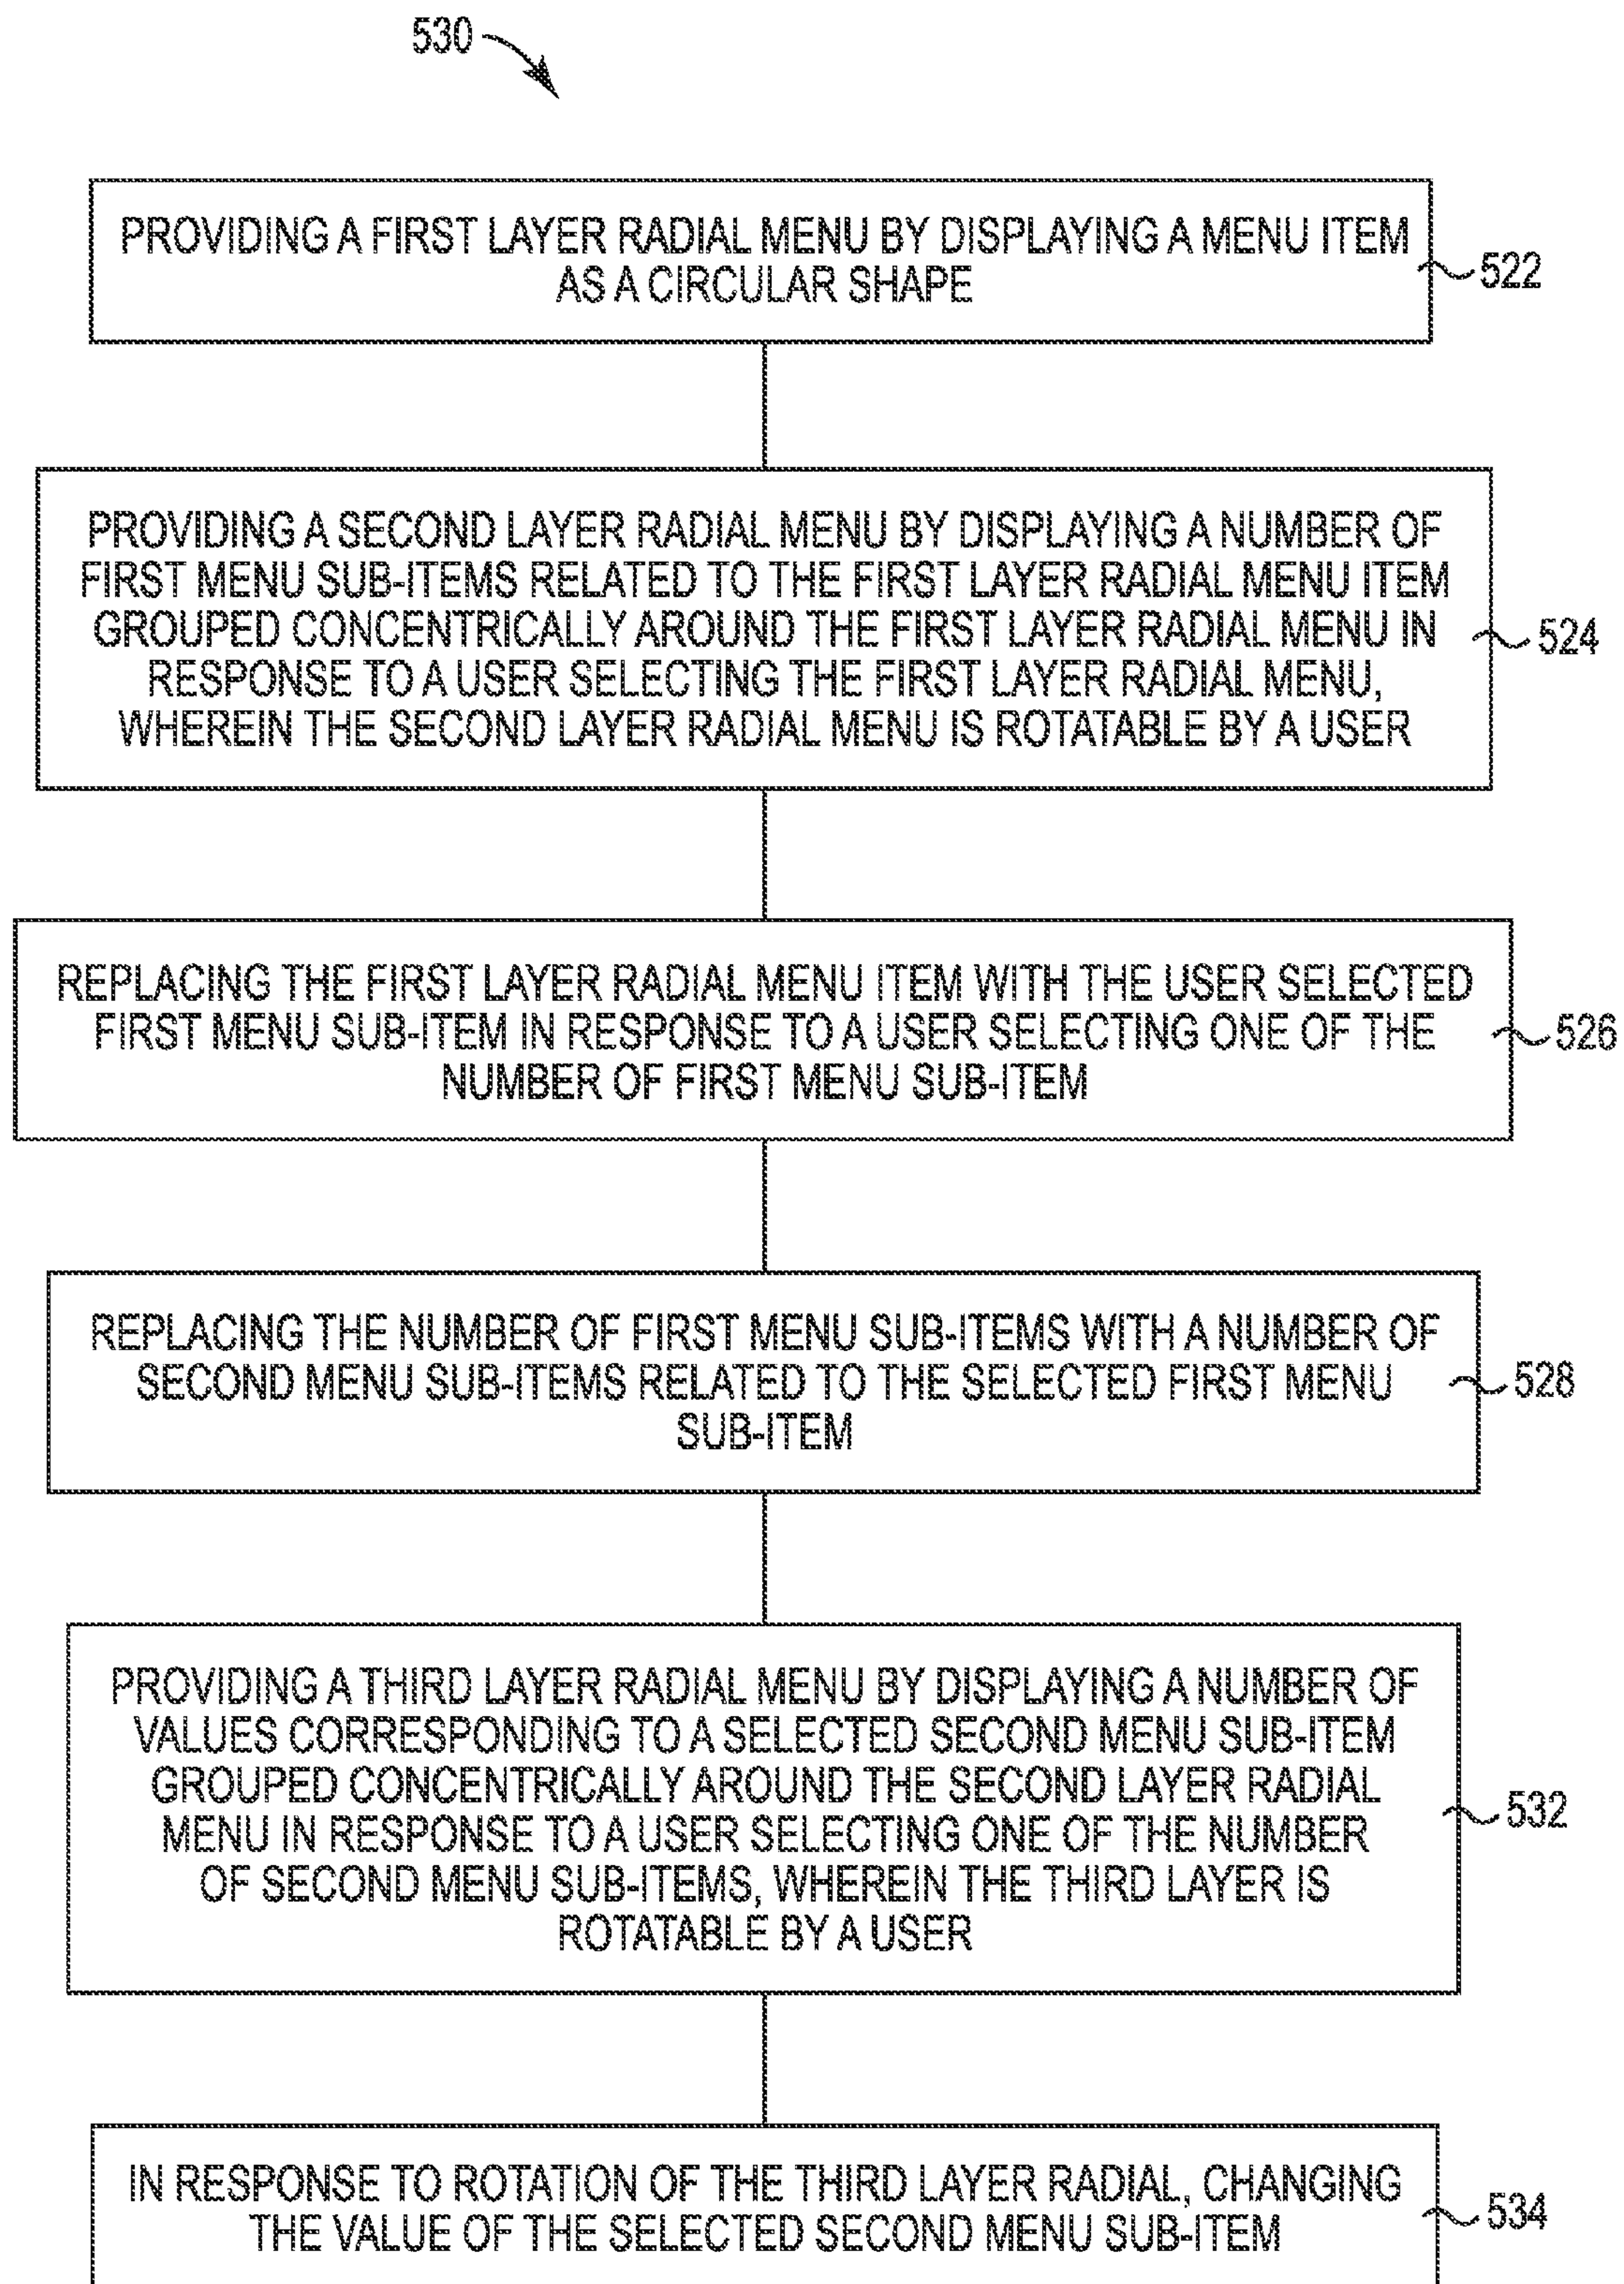 530
PROVIDING A FIRST LAYER RADIAL MENU BY DISPLAYING A MENU ITEM
AS A CIRCULAR SHAPE
522
PROVIDING A SECOND LAYER RADIAL MENU BY DISPLAYING A NUMBER OF
FIRST MENU SUB-ITEMS RELATED TO THE FIRST LAYER RADIAL MENU ITEM
GROUPED CONCENTRICALLY AROUND THE FIRST LAYER RADIAL MENU IN
RESPONSE TO A USER SELECTING THE FIRST LAYER RADIAL MENU,
WHEREIN THE SECOND LAYER RADIAL MENU IS ROTATABLE BY A USER
524
REPLACING THE FIRST LAYER RADIAL MENU ITEM WITH THE USER SELECTED
FIRST MENU SUB-ITEM IN RESPONSE TO A USER SELECTING ONE OF THE
NUMBER OF FIRST MENU SUB-ITEM
526
REPLACING THE NUMBER OF FIRST MENU SUB-ITEMS WITH A NUMBER OF
SECOND MENU SUB-ITEMS RELATED TO THE SELECTED FIRST MENU
SUB-ITEM
528
PROVIDING A THIRD LAYER RADIAL MENU BY DISPLAYING A NUMBER OF
VALUES CORRESPONDING TO A SELECTED SECOND MENU SUB-ITEM
GROUPED CONCENTRICALLY AROUND THE SECOND LAYER RADIAL
MENU IN RESPONSE TO A USER SELECTING ONE OF THE NUMBER
OF SECOND MENU SUB-ITEMS, WHEREIN THE THIRD LAYER IS
ROTATABLE BY A USER
532
IN RESPONSE TO ROTATION OF THE THIRD LAYER RADIAL, CHANGING
THE VALUE OF THE SELECTED SECOND MENU SUB-ITEM
534